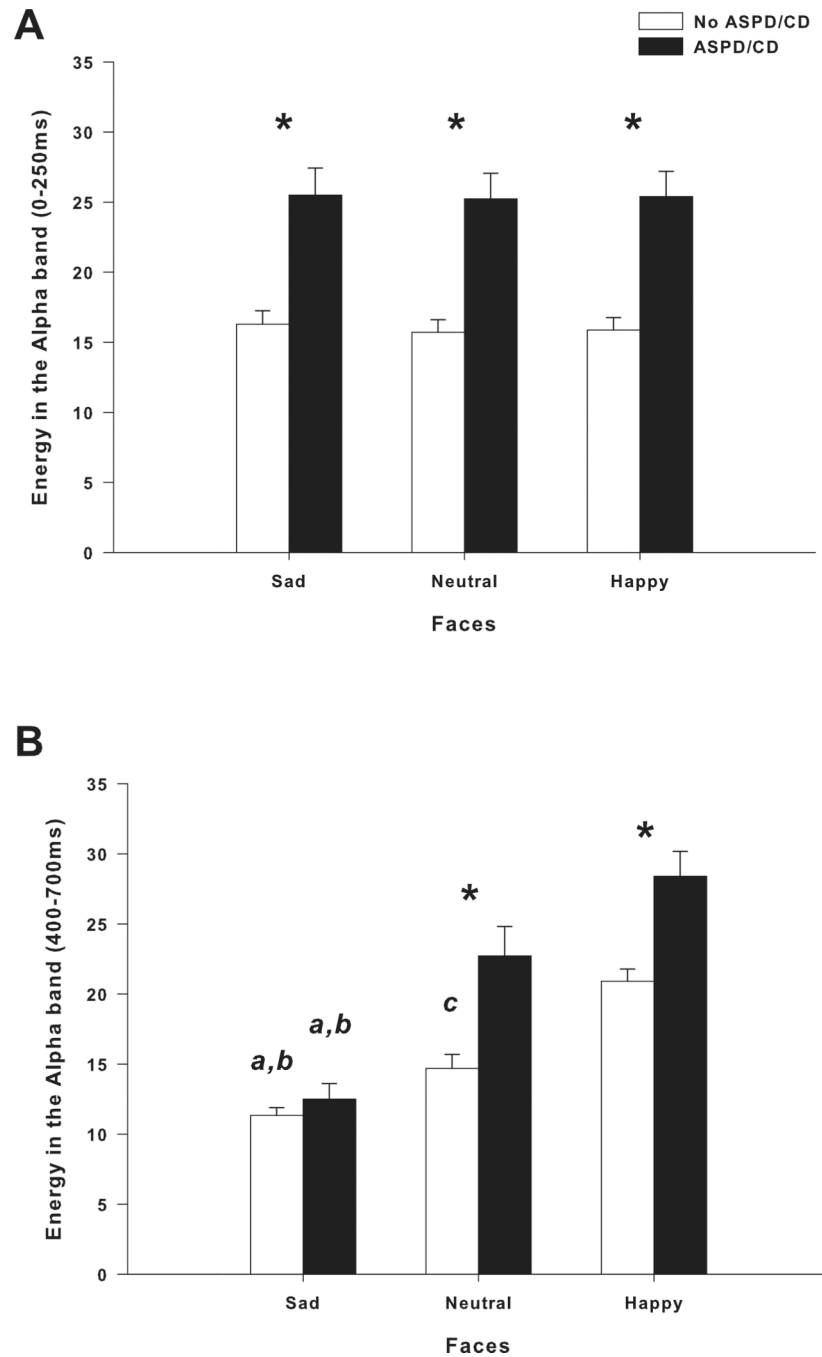 A
No ASPD/CD
ASPD/CD
Energy in the Alpha band (0-250ms)
35
30
25
20
15
10
5
0
*
*
*
Sad
Neutral
Happy
Faces
B
Energy in the Alpha band (400-700ms)
35
30
25
20
15
10
5
0
a,b
a,b
c
*
*
Sad
Neutral
Happy
Faces